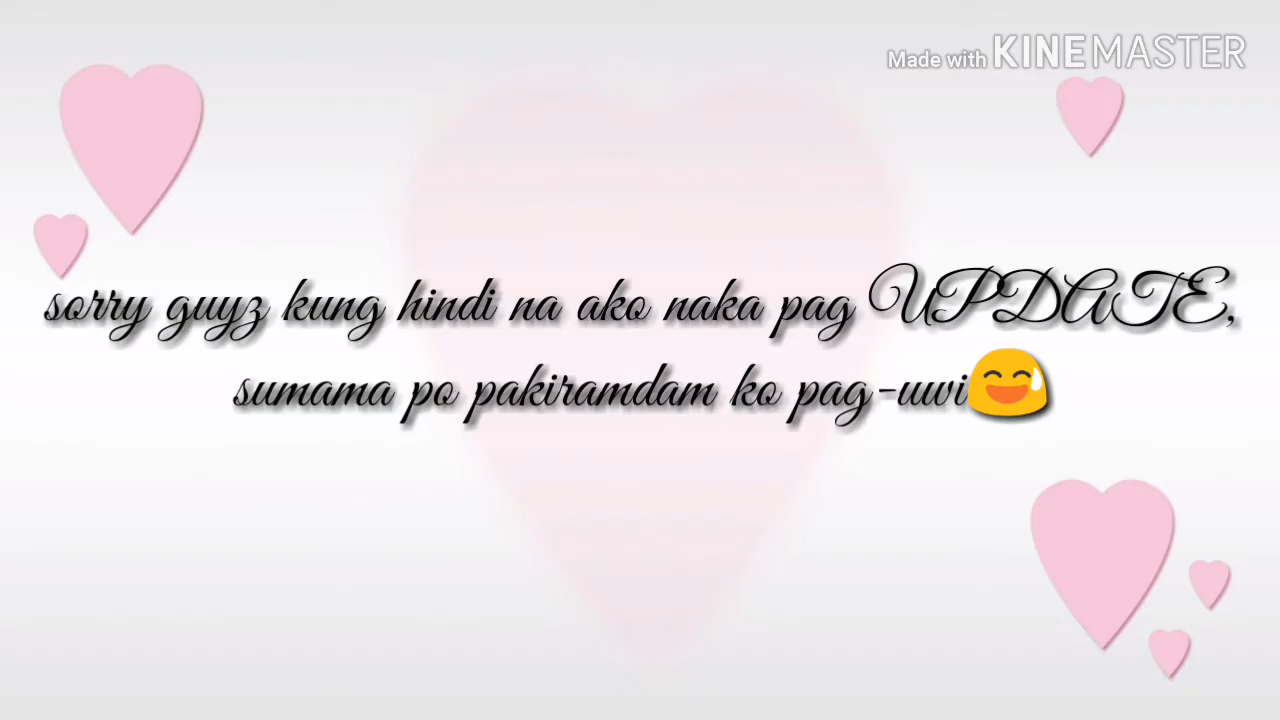 Made with KINEMASTER
sorry guyz kung hindi na ako naka pag UPDATE,
sumama po pakiramdam ko pag-uwi😅